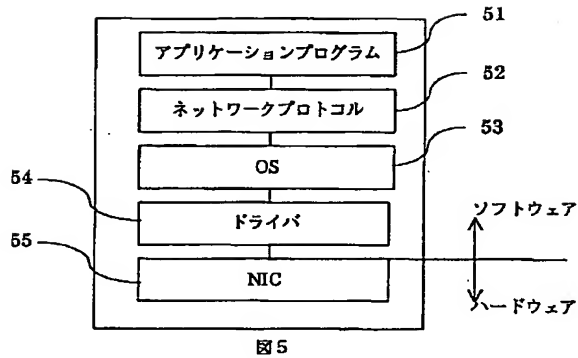 51
アプリケーションプログラム
52
ネットワークプロトコル
53
OS
54
ドライバ
ソフトウェア
55
NIC
ハードウェア
図5